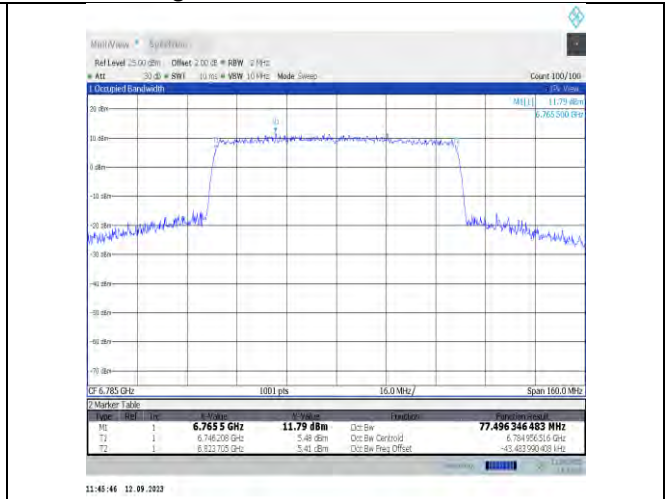 MultiView
Ref Level 25.00 dBm Offset 2.00 dB RBW 2 MHz
Att 30 dB SWT 10 ms VBW 10 MHz Mode Sweep Count 100/100
1 Occupied Bandwidth
M1[1] 11.79 dBm
6.765 500 GHz
20 dBm
M1
10 dBm
0 dBm
-10 dBm
-20 dBm
-30 dBm
-40 dBm
-50 dBm
-60 dBm
-70 dBm
CF 6.785 GHz 1001 pts 16.0 MHz/ Span 160.0 MHz
2 Marker Table
Type Ref Trc X-Value Y-Value Function Function Result
M1 1 6.765 5 GHz 11.79 dBm Occ Bw 77.496 346 483 MHz
T1 1 6.746208 GHz 5.48 dBm Occ Bw Centroid 6.784 956 516 GHz
T2 1 6.823705 GHz 5.41 dBm Occ Bw Freq Offset -43.483 990 409 kHz
11:45:46 12.09.2023